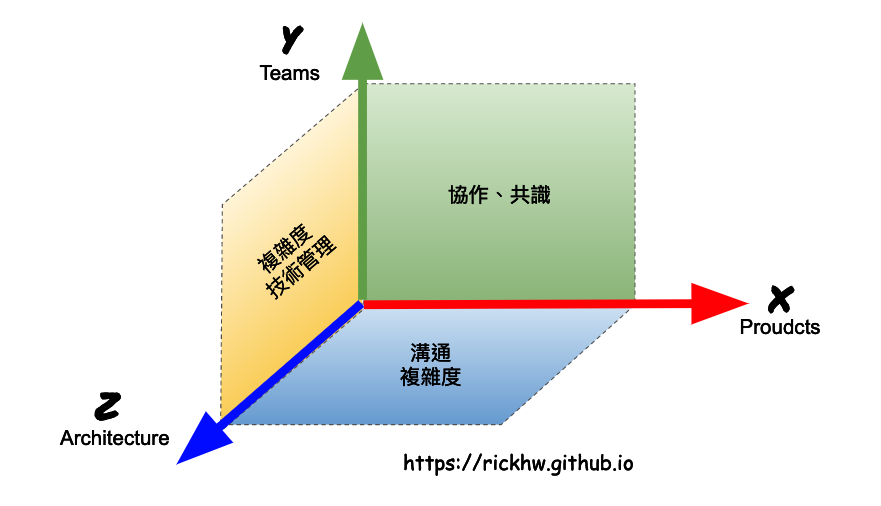 Y
Teams
協作、共識
複雜度
技術管理
X
Proudcts
溝通
複雜度
Z
Architecture
https://rickhw.github.io